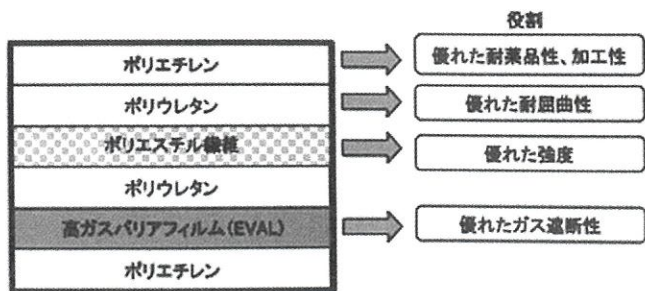 役割
ポリエチレン
優れた耐薬品性、加工性
ポリウレタン
優れた耐屈曲性
ポリエステル繊維
優れた強度
ポリウレタン
高ガスバリアフィルム(EVAL)
優れたガス遮断性
ポリエチレン